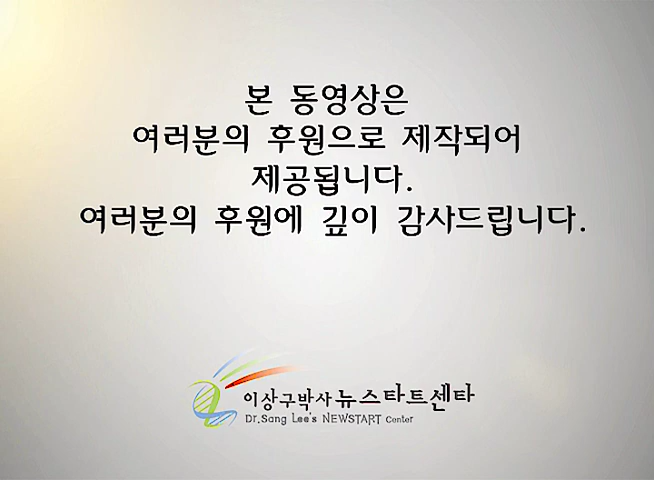 본 동영상은
여러분의 후원으로 제작되어
제공됩니다.
여러분의 후원에 깊이 감사드립니다.
이상구박사뉴스타트센타
Dr.Sang Lee's NEWSTART Center